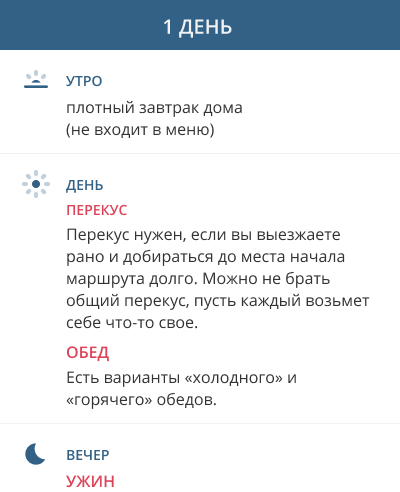 1 ДЕНЬ
УТРО
плотный завтрак дома
(не входит в меню)
ДЕНЬ
ПЕРЕКУС
Перекус нужен, если вы выезжаете
рано и добираться до места начала
маршрута долго. Можно не брать
общий перекус, пусть каждый возьмет
себе что-то свое.
ОБЕД
Есть варианты «холодного» и
«горячего» обедов.
ВЕЧЕР
УЖИН